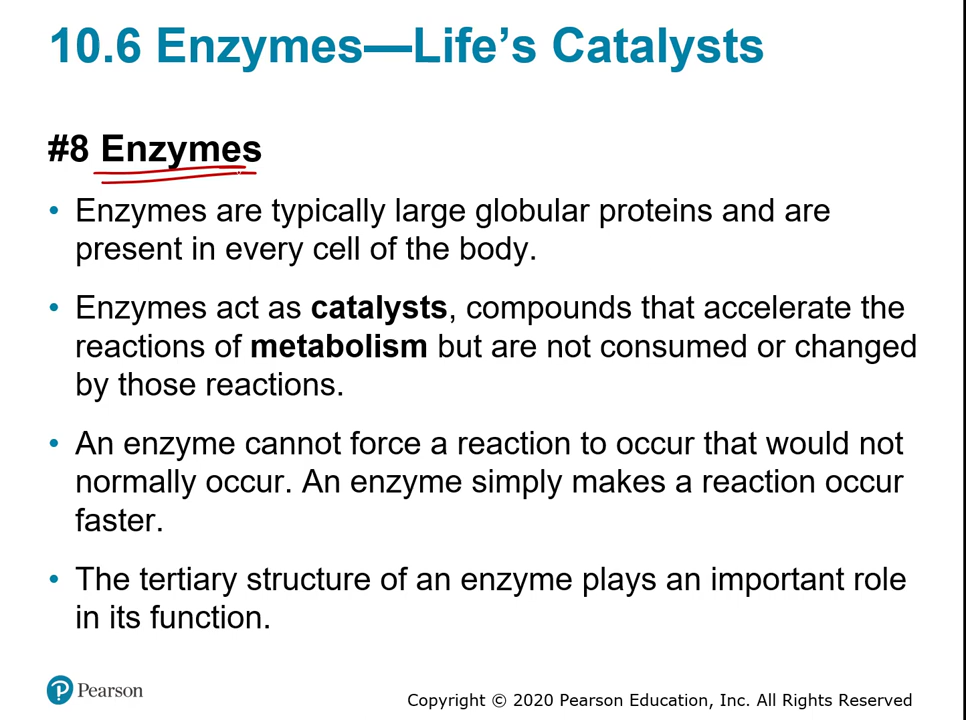 10.6 Enzymes—Life's Catalysts
#8 Enzymes
• Enzymes are typically large globular proteins and are
present in every cell of the body.
• Enzymes act as catalysts, compounds that accelerate the
reactions of metabolism but are not consumed or changed
by those reactions.
• An enzyme cannot force a reaction to occur that would not
normally occur. An enzyme simply makes a reaction occur
faster.
• The tertiary structure of an enzyme plays an important role
in its function.
P Pearson
Copyright © 2020 Pearson Education, Inc. All Rights Reserved